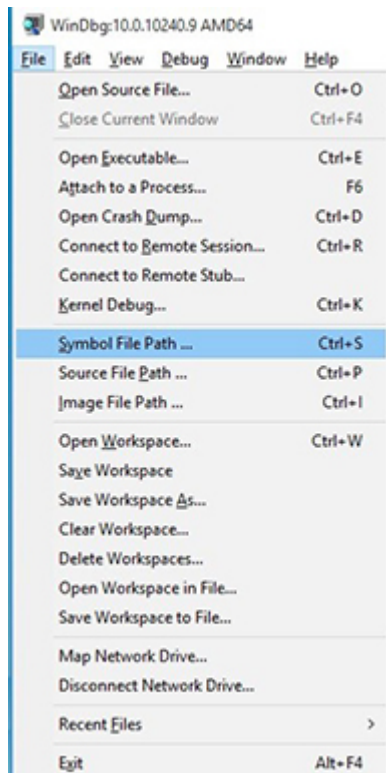 WinDbg:10.0.10240.9 AMD64
File Edit View Debug Window Help
Open Source File... Ctrl+O
Close Current Window Ctrl+F4
Open Executable... Ctrl+E
Attach to a Process... F6
Open Crash Dump... Ctrl+D
Connect to Remote Session... Ctrl+R
Connect to Remote Stub...
Kernel Debug... Ctrl+K
Symbol File Path ... Ctrl+S
Source File Path ... Ctrl+P
Image File Path ... Ctrl+I
Open Workspace... Ctrl+W
Save Workspace
Save Workspace As...
Clear Workspace...
Delete Workspaces...
Open Workspace in File...
Save Workspace to File...
Map Network Drive...
Disconnect Network Drive...
Recent Files >
Exit Alt+F4